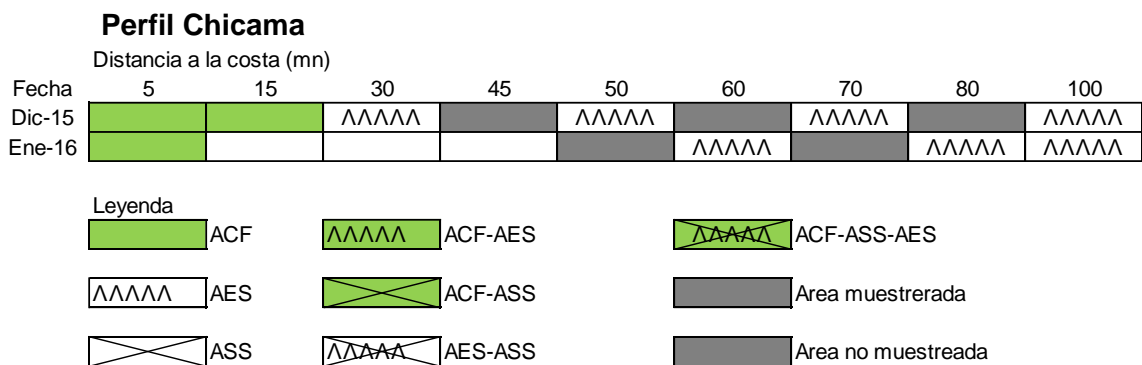 Perfil Chicama
Distancia a la costa (mn)
Fecha 5 15 30 45 50 60 70 80 100
Dic-15 ΛΛΛΛΛ ΛΛΛΛΛ ΛΛΛΛΛ ΛΛΛΛΛ
Ene-16 ΛΛΛΛΛ ΛΛΛΛΛ ΛΛΛΛΛ
Leyenda
ACF ΛΛΛΛΛ ACF-AES ΛΛΛΛΛ ACF-ASS-AES
ΛΛΛΛΛ AES ACF-ASS Area muestrerada
ASS ΛΛΛΛΛ AES-ASS Area no muestreada